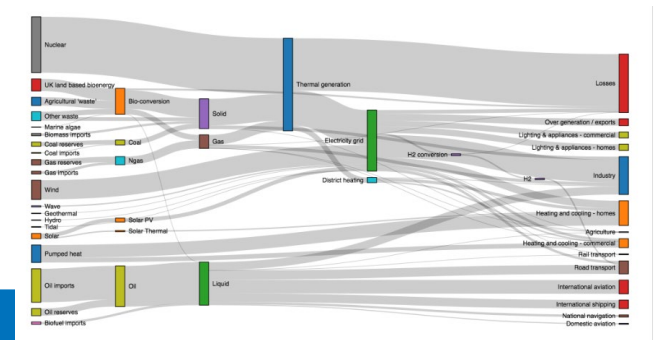 Nuclear
UK land based bioenergy
Agricultural 'waste'
Other waste
Marine algae
Biomass imports
Coal reserves
Coal imports
Gas reserves
Gas imports
Wind
Wave
Geothermal
Hydro
Tidal
Solar
Pumped heat
Oil imports
Oil reserves
Biofuel imports
Bio-conversion
Coal
Ngas
Solar PV
Solar Thermal
Oil
Solid
Gas
Liquid
Thermal generation
Electricity grid
District heating
H2 conversion
H2
Losses
Over generation / exports
Lighting & appliances - commercial
Lighting & appliances - homes
Industry
Heating and cooling - homes
Agriculture
Heating and cooling - commercial
Rail transport
Road transport
International aviation
International shipping
National navigation
Domestic aviation